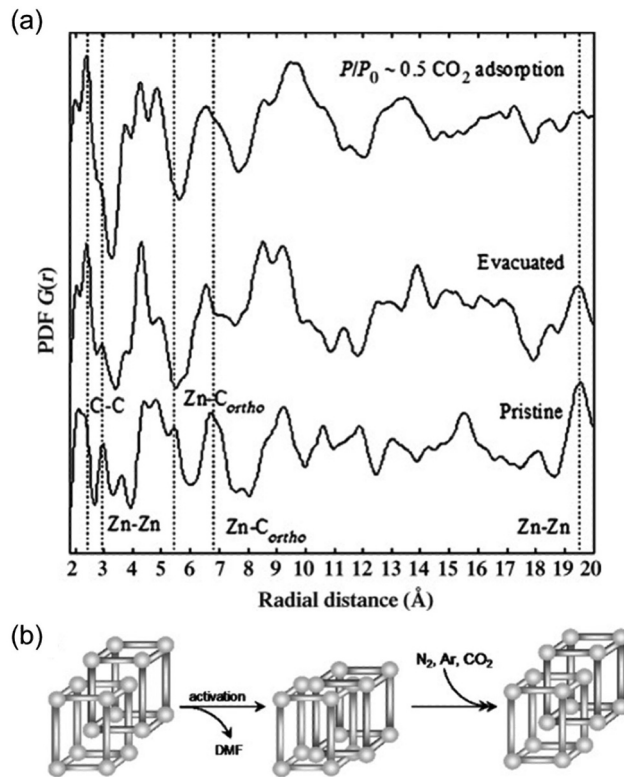 (a)
P/P₀ ~ 0.5 CO₂ adsorption
Evacuated
Pristine
C-C
Zn-C_ortho
Zn-Zn
Zn-C_ortho
Zn-Zn
PDF G(r)
2 3 4 5 6 7 8 9 10 11 12 13 14 15 16 17 18 19 20
Radial distance (Å)
(b)
activation
DMF
N₂, Ar, CO₂